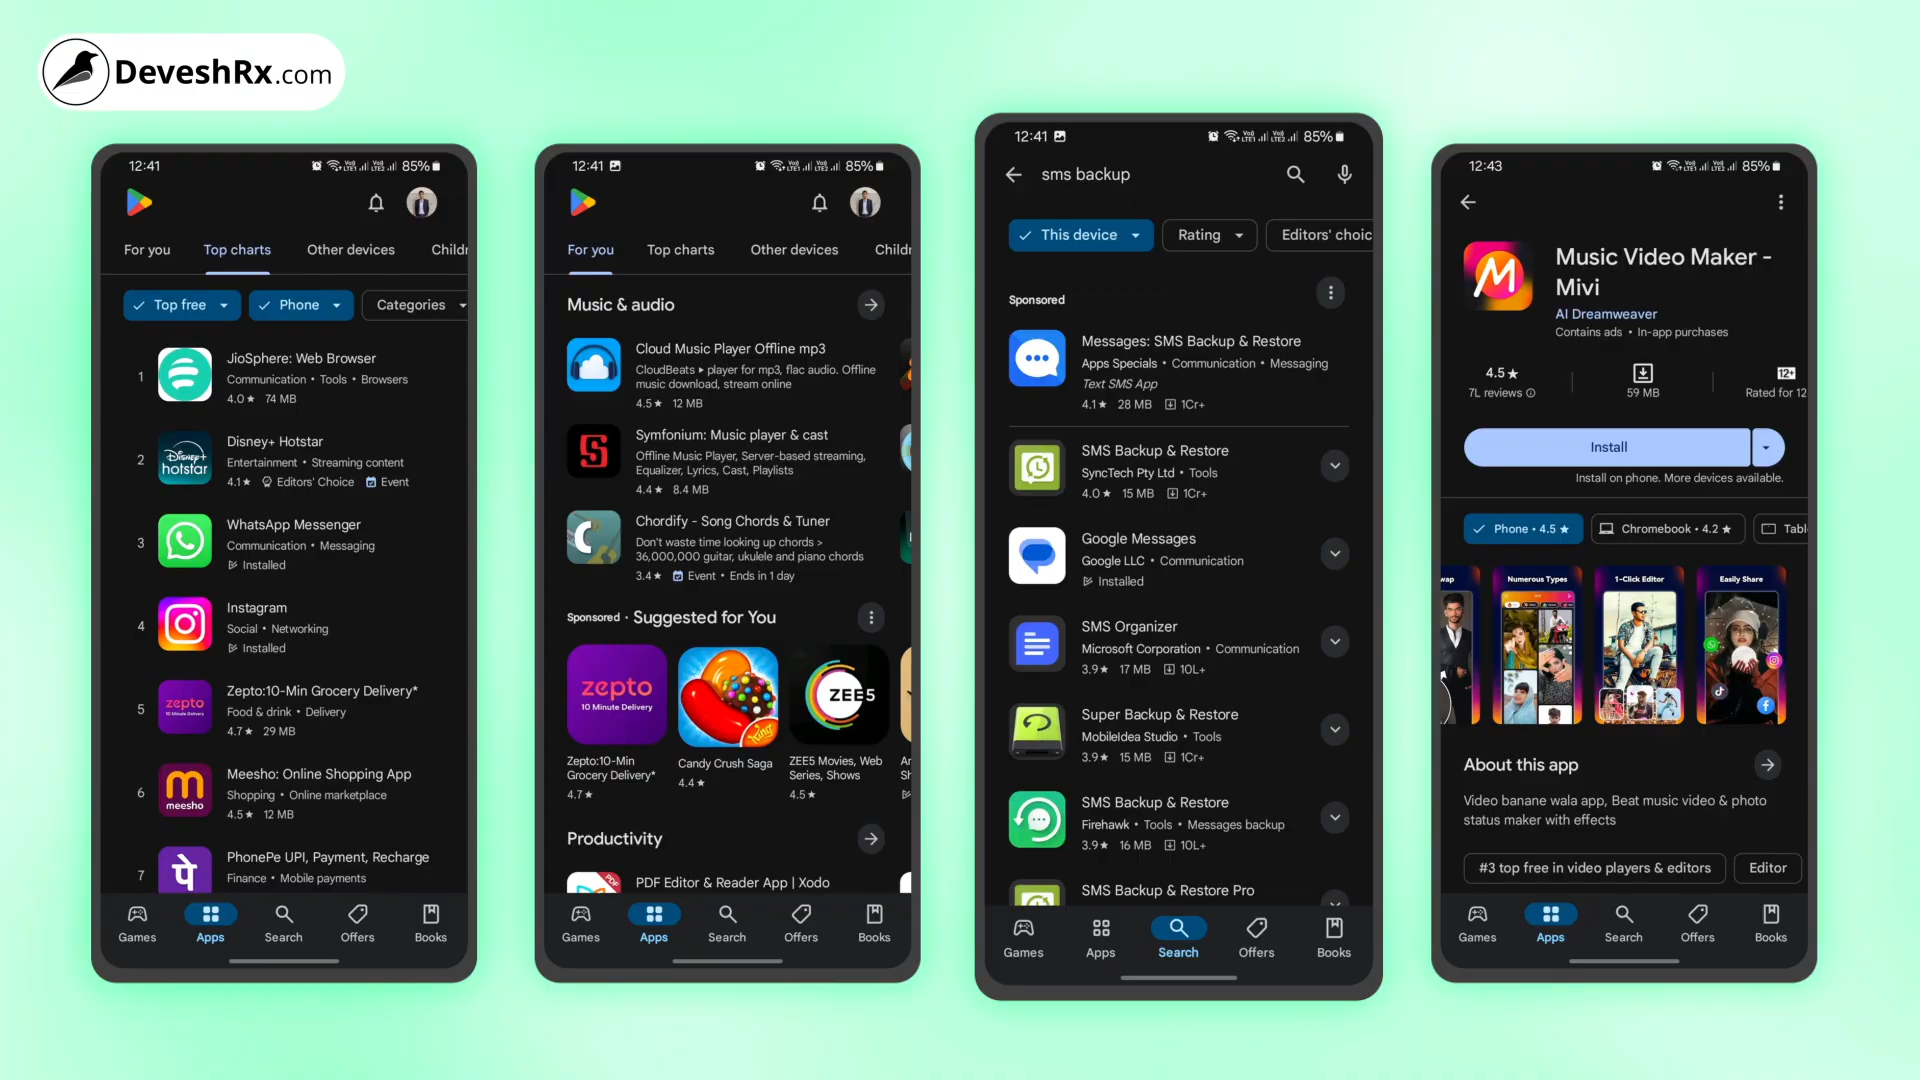 DeveshRx.com
12:41
85%
For you
Top charts
Other devices
Childr
Top free
Phone
Categories
1
JioSphere: Web Browser
Communication • Tools • Browsers
4.0★ 74 MB
2
Disney+ hotstar
Disney+ Hotstar
Entertainment • Streaming content
4.1★ Editors' Choice Event
3
WhatsApp Messenger
Communication • Messaging
Installed
4
Instagram
Social • Networking
Installed
5
zepto
Zepto:10-Min Grocery Delivery*
Food & drink • Delivery
4.7★ 29 MB
6
meesho
Meesho: Online Shopping App
Shopping • Online marketplace
4.5★ 12 MB
7
PhonePe UPI, Payment, Recharge
Finance • Mobile payments
Games
Apps
Search
Offers
Books
12:41
85%
For you
Top charts
Other devices
Childr
Music & audio
Cloud Music Player Offline mp3
CloudBeats ▸ player for mp3, flac audio. Offline
music download, stream online
4.5★ 12 MB
Symfonium: Music player & cast
Offline Music Player, Server-based streaming,
Equalizer, Lyrics, Cast, Playlists
4.4★ 8.4 MB
Chordify - Song Chords & Tuner
Don't waste time looking up chords >
36,000,000 guitar, ukulele and piano chords
3.4★ Event • Ends in 1 day
Sponsored · Suggested for You
zepto
10 Minute Delivery
King
ZEE5
Zepto:10-Min
Grocery Delivery*
4.7★
Candy Crush Saga
4.4★
ZEE5 Movies, Web
Series, Shows
4.5★
Productivity
PDF
PDF Editor & Reader App | Xodo
Games
Apps
Search
Offers
Books
12:41
85%
sms backup
This device
Rating
Editors' choic
Sponsored
Messages: SMS Backup & Restore
Apps Specials • Communication • Messaging
Text SMS App
4.1★ 28 MB 1Cr+
SMS Backup & Restore
SyncTech Pty Ltd • Tools
4.0★ 15 MB 1Cr+
Google Messages
Google LLC • Communication
Installed
SMS Organizer
Microsoft Corporation • Communication
3.9★ 17 MB 10L+
Super Backup & Restore
MobileIdea Studio • Tools
3.9★ 15 MB 1Cr+
SMS Backup & Restore
Firehawk • Tools • Messages backup
3.9★ 16 MB 10L+
SMS Backup & Restore Pro
Games
Apps
Search
Offers
Books
12:43
85%
Music Video Maker -
Mivi
AI Dreamweaver
Contains ads • In-app purchases
4.5★
7L reviews
59 MB
12+
Rated for 12
Install
Install on phone. More devices available.
Phone • 4.5 ★
Chromebook • 4.2 ★
Tabl
wap
Numerous Types
1-Click Editor
Easily Share
About this app
Video banane wala app, Beat music video & photo
status maker with effects
#3 top free in video players & editors
Editor
Games
Apps
Search
Offers
Books